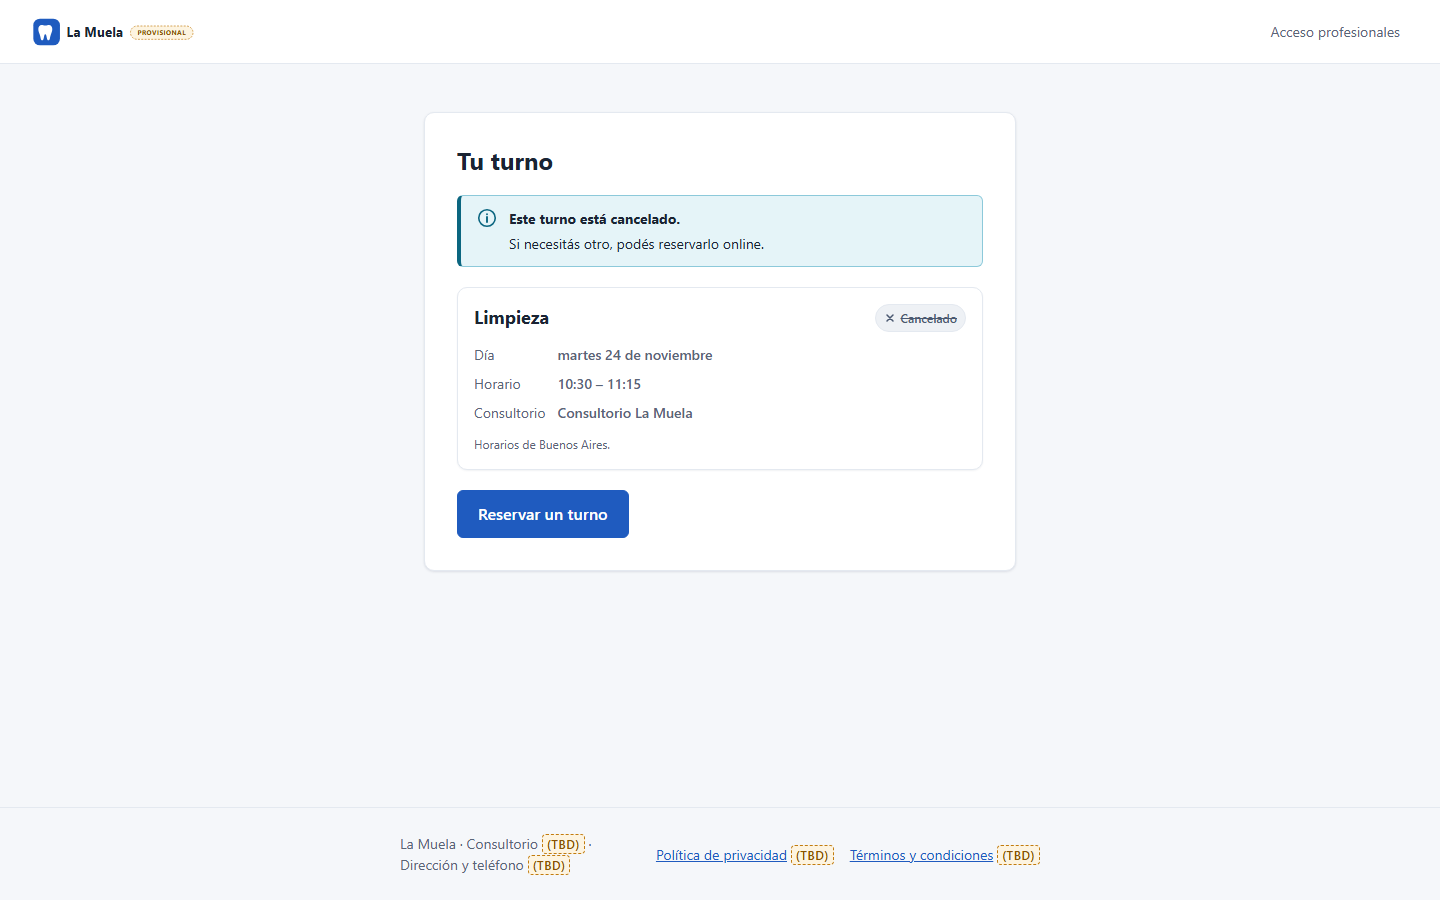 La Muela PROVISIONAL
Acceso profesionales
Tu turno
Este turno está cancelado.
Si necesitás otro, podés reservarlo online.
Limpieza
Cancelado
Día martes 24 de noviembre
Horario 10:30 – 11:15
Consultorio Consultorio La Muela
Horarios de Buenos Aires.
Reservar un turno
La Muela · Consultorio (TBD) ·
Dirección y teléfono (TBD)
Política de privacidad (TBD) Términos y condiciones (TBD)